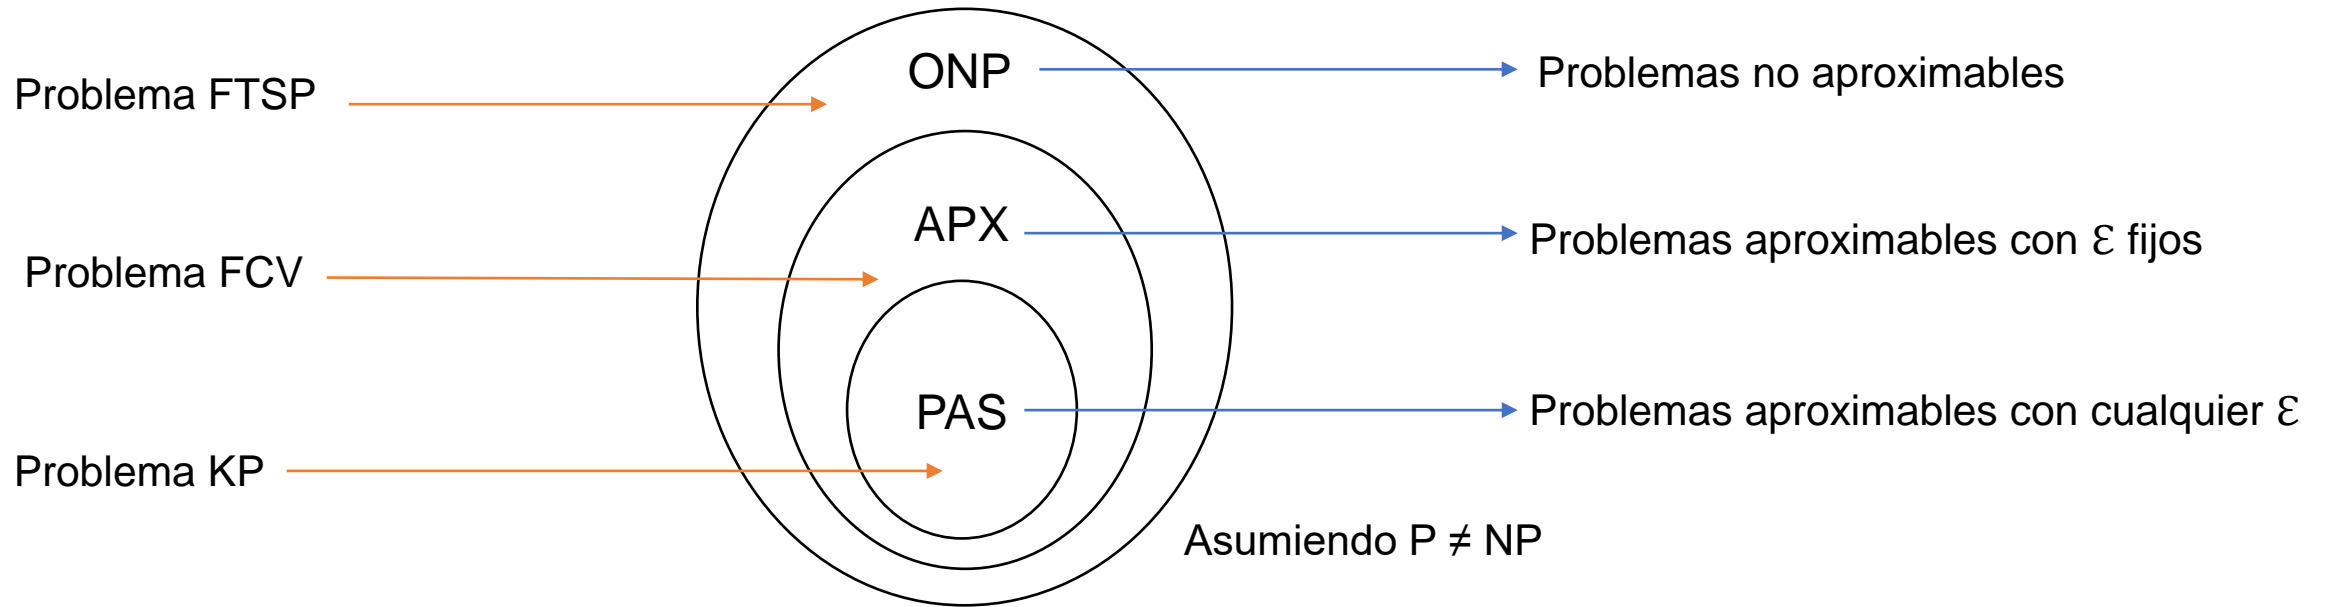 Problema FTSP
ONP
Problemas no aproximables
Problema FCV
APX
Problemas aproximables con Ɛ fijos
Problema KP
PAS
Problemas aproximables con cualquier Ɛ
Asumiendo P ≠ NP